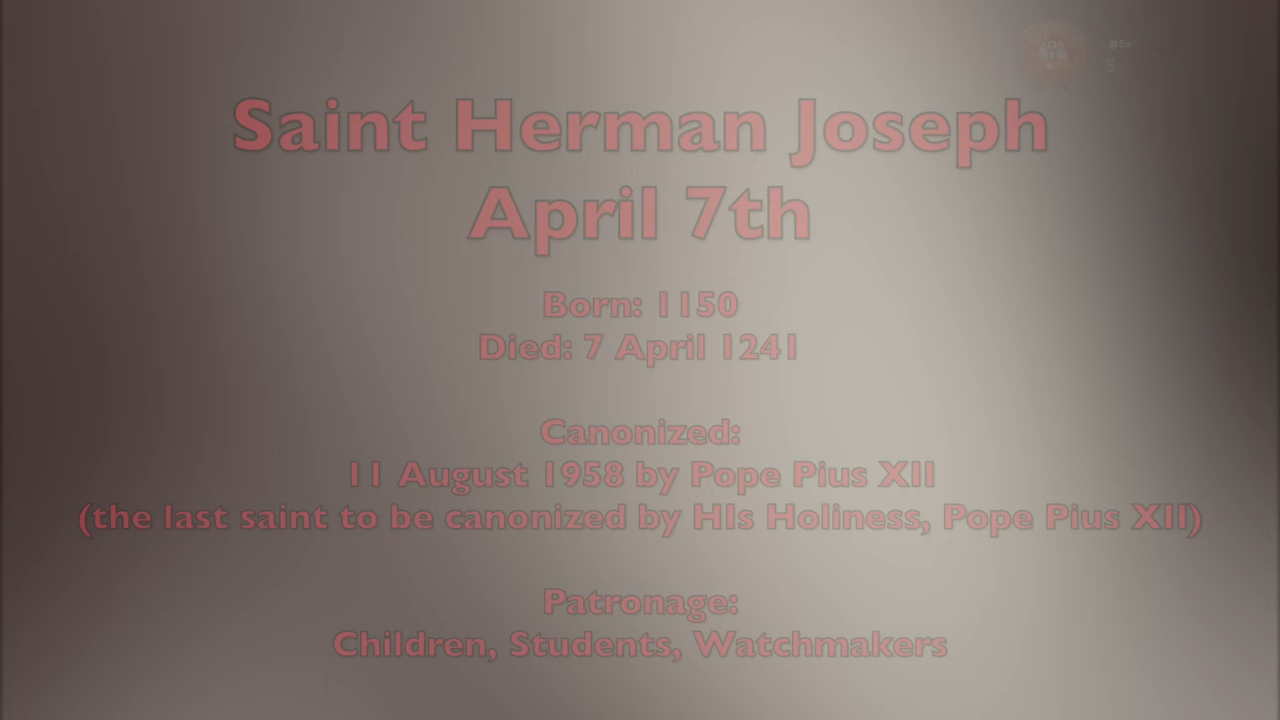 Saint Herman Joseph
April 7th
Born: 1150
Died: 7 April 1241
Canonized:
11 August 1958 by Pope Pius XII
(the last saint to be canonized by HIs Holiness, Pope Pius XII)
Patronage:
Children, Students, Watchmakers